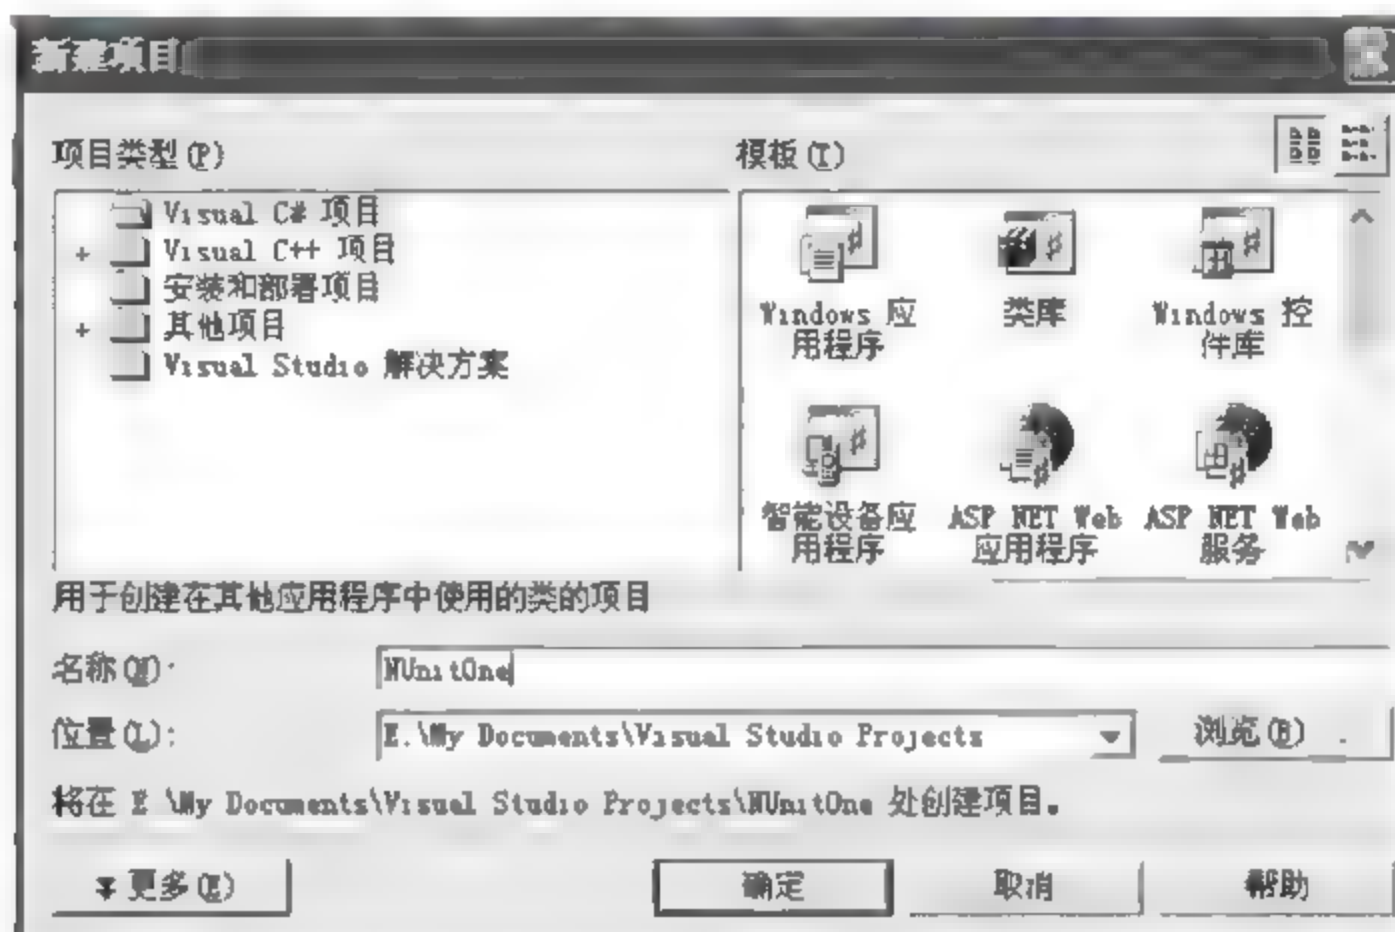 新建项目
项目类型(P)
模板(T)
Visual C# 项目
Visual C++ 项目
安装和部署项目
其他项目
Visual Studio 解决方案
Windows 应
用程序
类库
Windows 控
件库
智能设备应
用程序
ASP NET Web
应用程序
ASP NET Web
服务
用于创建在其他应用程序中使用的类的项目
名称(N):
NUnitOne
位置(L):
E:\My Documents\Visual Studio Projects
浏览(B)
将在 E \My Documents\Visual Studio Projects\NUnitOne 处创建项目。
更多(E)
确定
取消
帮助